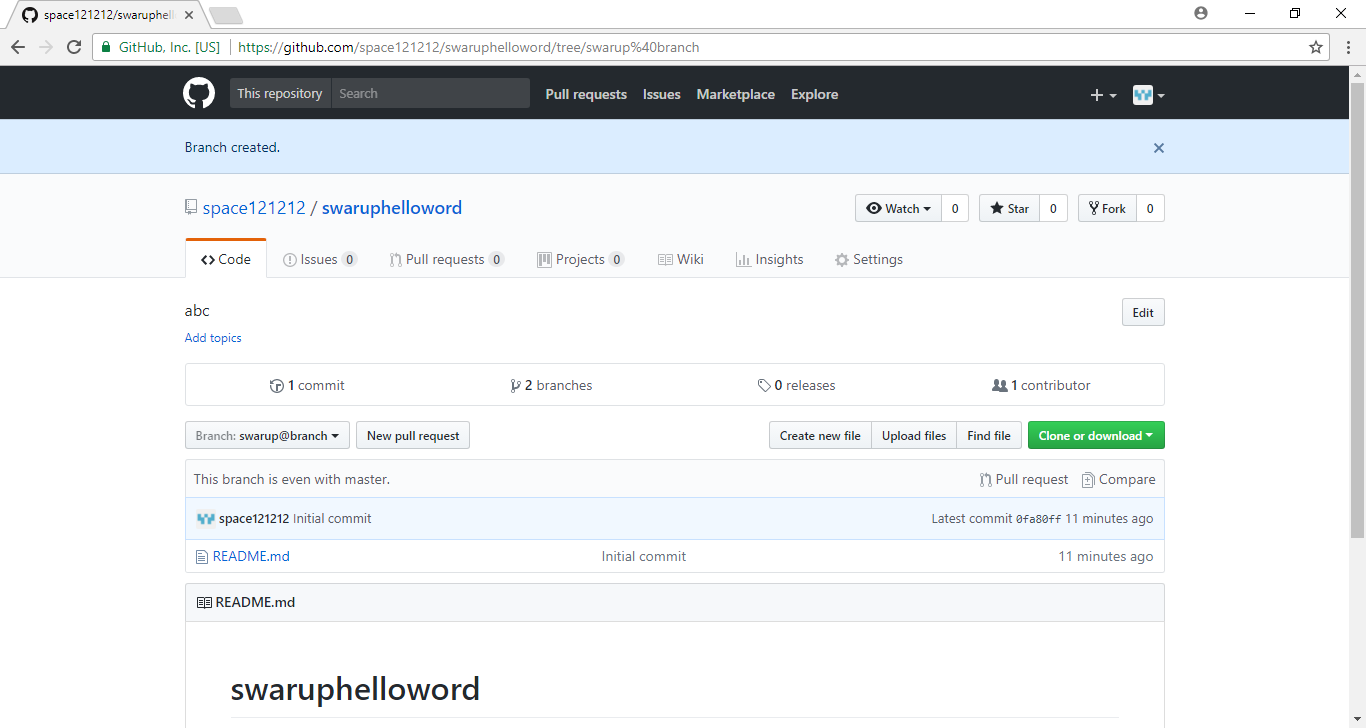 space121212/swaruphel
GitHub, Inc. [US] https://github.com/space121212/swaruphelloword/tree/swarup%40branch
This repository Search Pull requests Issues Marketplace Explore
Branch created.
space121212 / swaruphelloword Watch 0 Star 0 Fork 0
Code Issues 0 Pull requests 0 Projects 0 Wiki Insights Settings
abc Edit
Add topics
1 commit 2 branches 0 releases 1 contributor
Branch: swarup@branch New pull request Create new file Upload files Find file Clone or download
This branch is even with master. Pull request Compare
space121212 Initial commit Latest commit 0fa80ff 11 minutes ago
README.md Initial commit 11 minutes ago
README.md
swaruphelloword